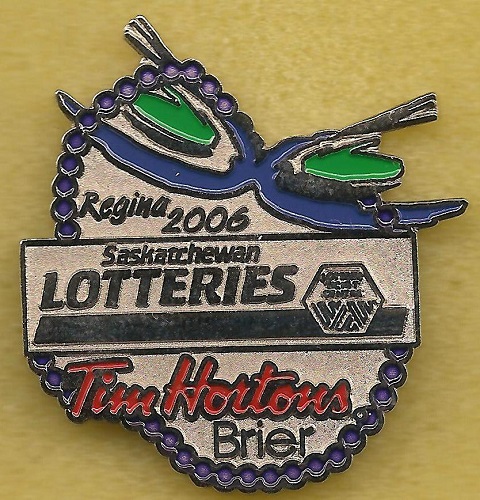 Regina 2006
Saskatchewan
LOTTERIES
Tim Hortons
Brier